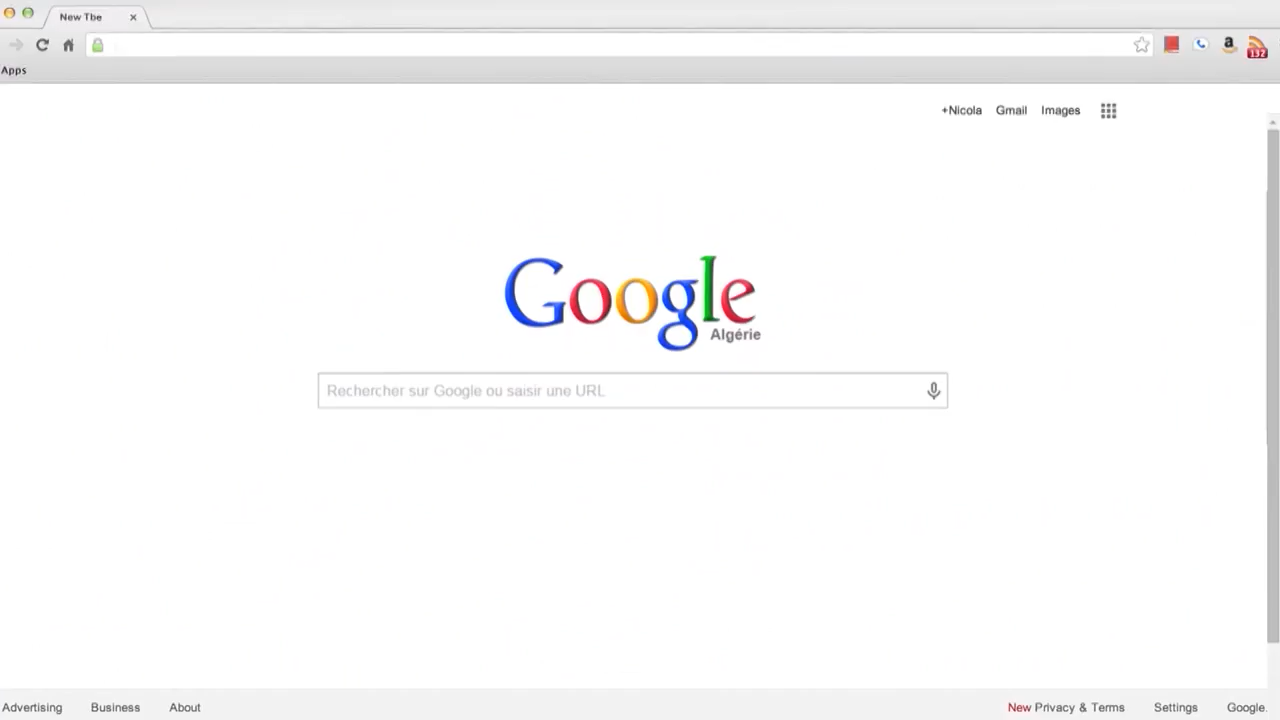 New Tbe
132
Apps
+Nicola Gmail Images
Google
Algérie
Rechercher sur Google ou saisir une URL
Advertising Business About New Privacy & Terms Settings Google.